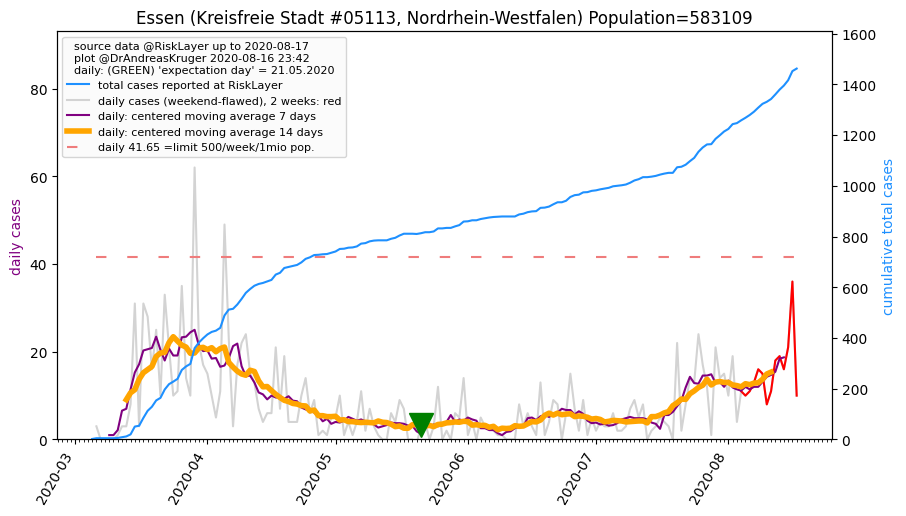 Essen (Kreisfreie Stadt #05113, Nordrhein-Westfalen) Population=583109
source data @RiskLayer up to 2020-08-17
plot @DrAndreasKruger 2020-08-16 23:42
daily: (GREEN) 'expectation day' = 21.05.2020
total cases reported at RiskLayer
daily cases (weekend-flawed), 2 weeks: red
daily: centered moving average 7 days
daily: centered moving average 14 days
daily 41.65 =limit 500/week/1mio pop.
daily cases
80
60
40
20
0
1600
1400
1200
1000
800
600
400
200
0
cumulative total cases
2020-03
2020-04
2020-05
2020-06
2020-07
2020-08